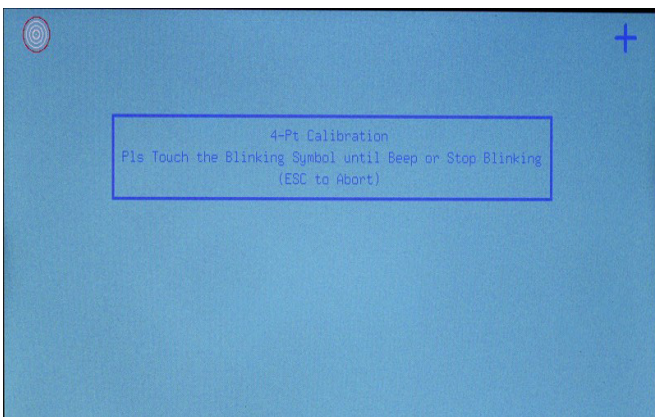 4-Pt Calibration
Pls Touch the Blinking Symbol until Beep or Stop Blinking
(ESC to Abort)